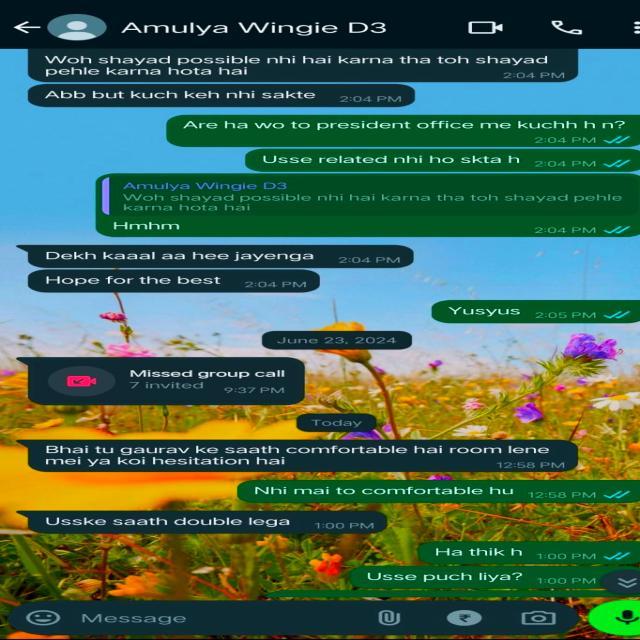 Amulya Wingie D3
Woh shayad possible nhi hai karna tha toh shayad
pehle karna hota hai
2:04 PM
Abb but kuch keh nhi sakte 2:04 PM
Are ha wo to president office me kuchh h n?
2:04 PM
Usse related nhi ho skta h 2:04 PM
Amulya Wingie D3
Woh shayad possible nhi hai karna tha toh shayad pehle
karna hota hai
Hmhm
2:04 PM
Dekh kaaal aa hee jayenga 2:04 PM
Hope for the best 2:04 PM
Yusyus 2:05 PM
June 23, 2024
Missed group call
7 invited 9:37 PM
Today
Bhai tu gaurav ke saath comfortable hai room lene
mei ya koi hesitation hai
12:58 PM
Nhi mai to comfortable hu 12:58 PM
Usske saath double lega 1:00 PM
Ha thik h 1:00 PM
Usse puch liya? 1:00 PM
Message